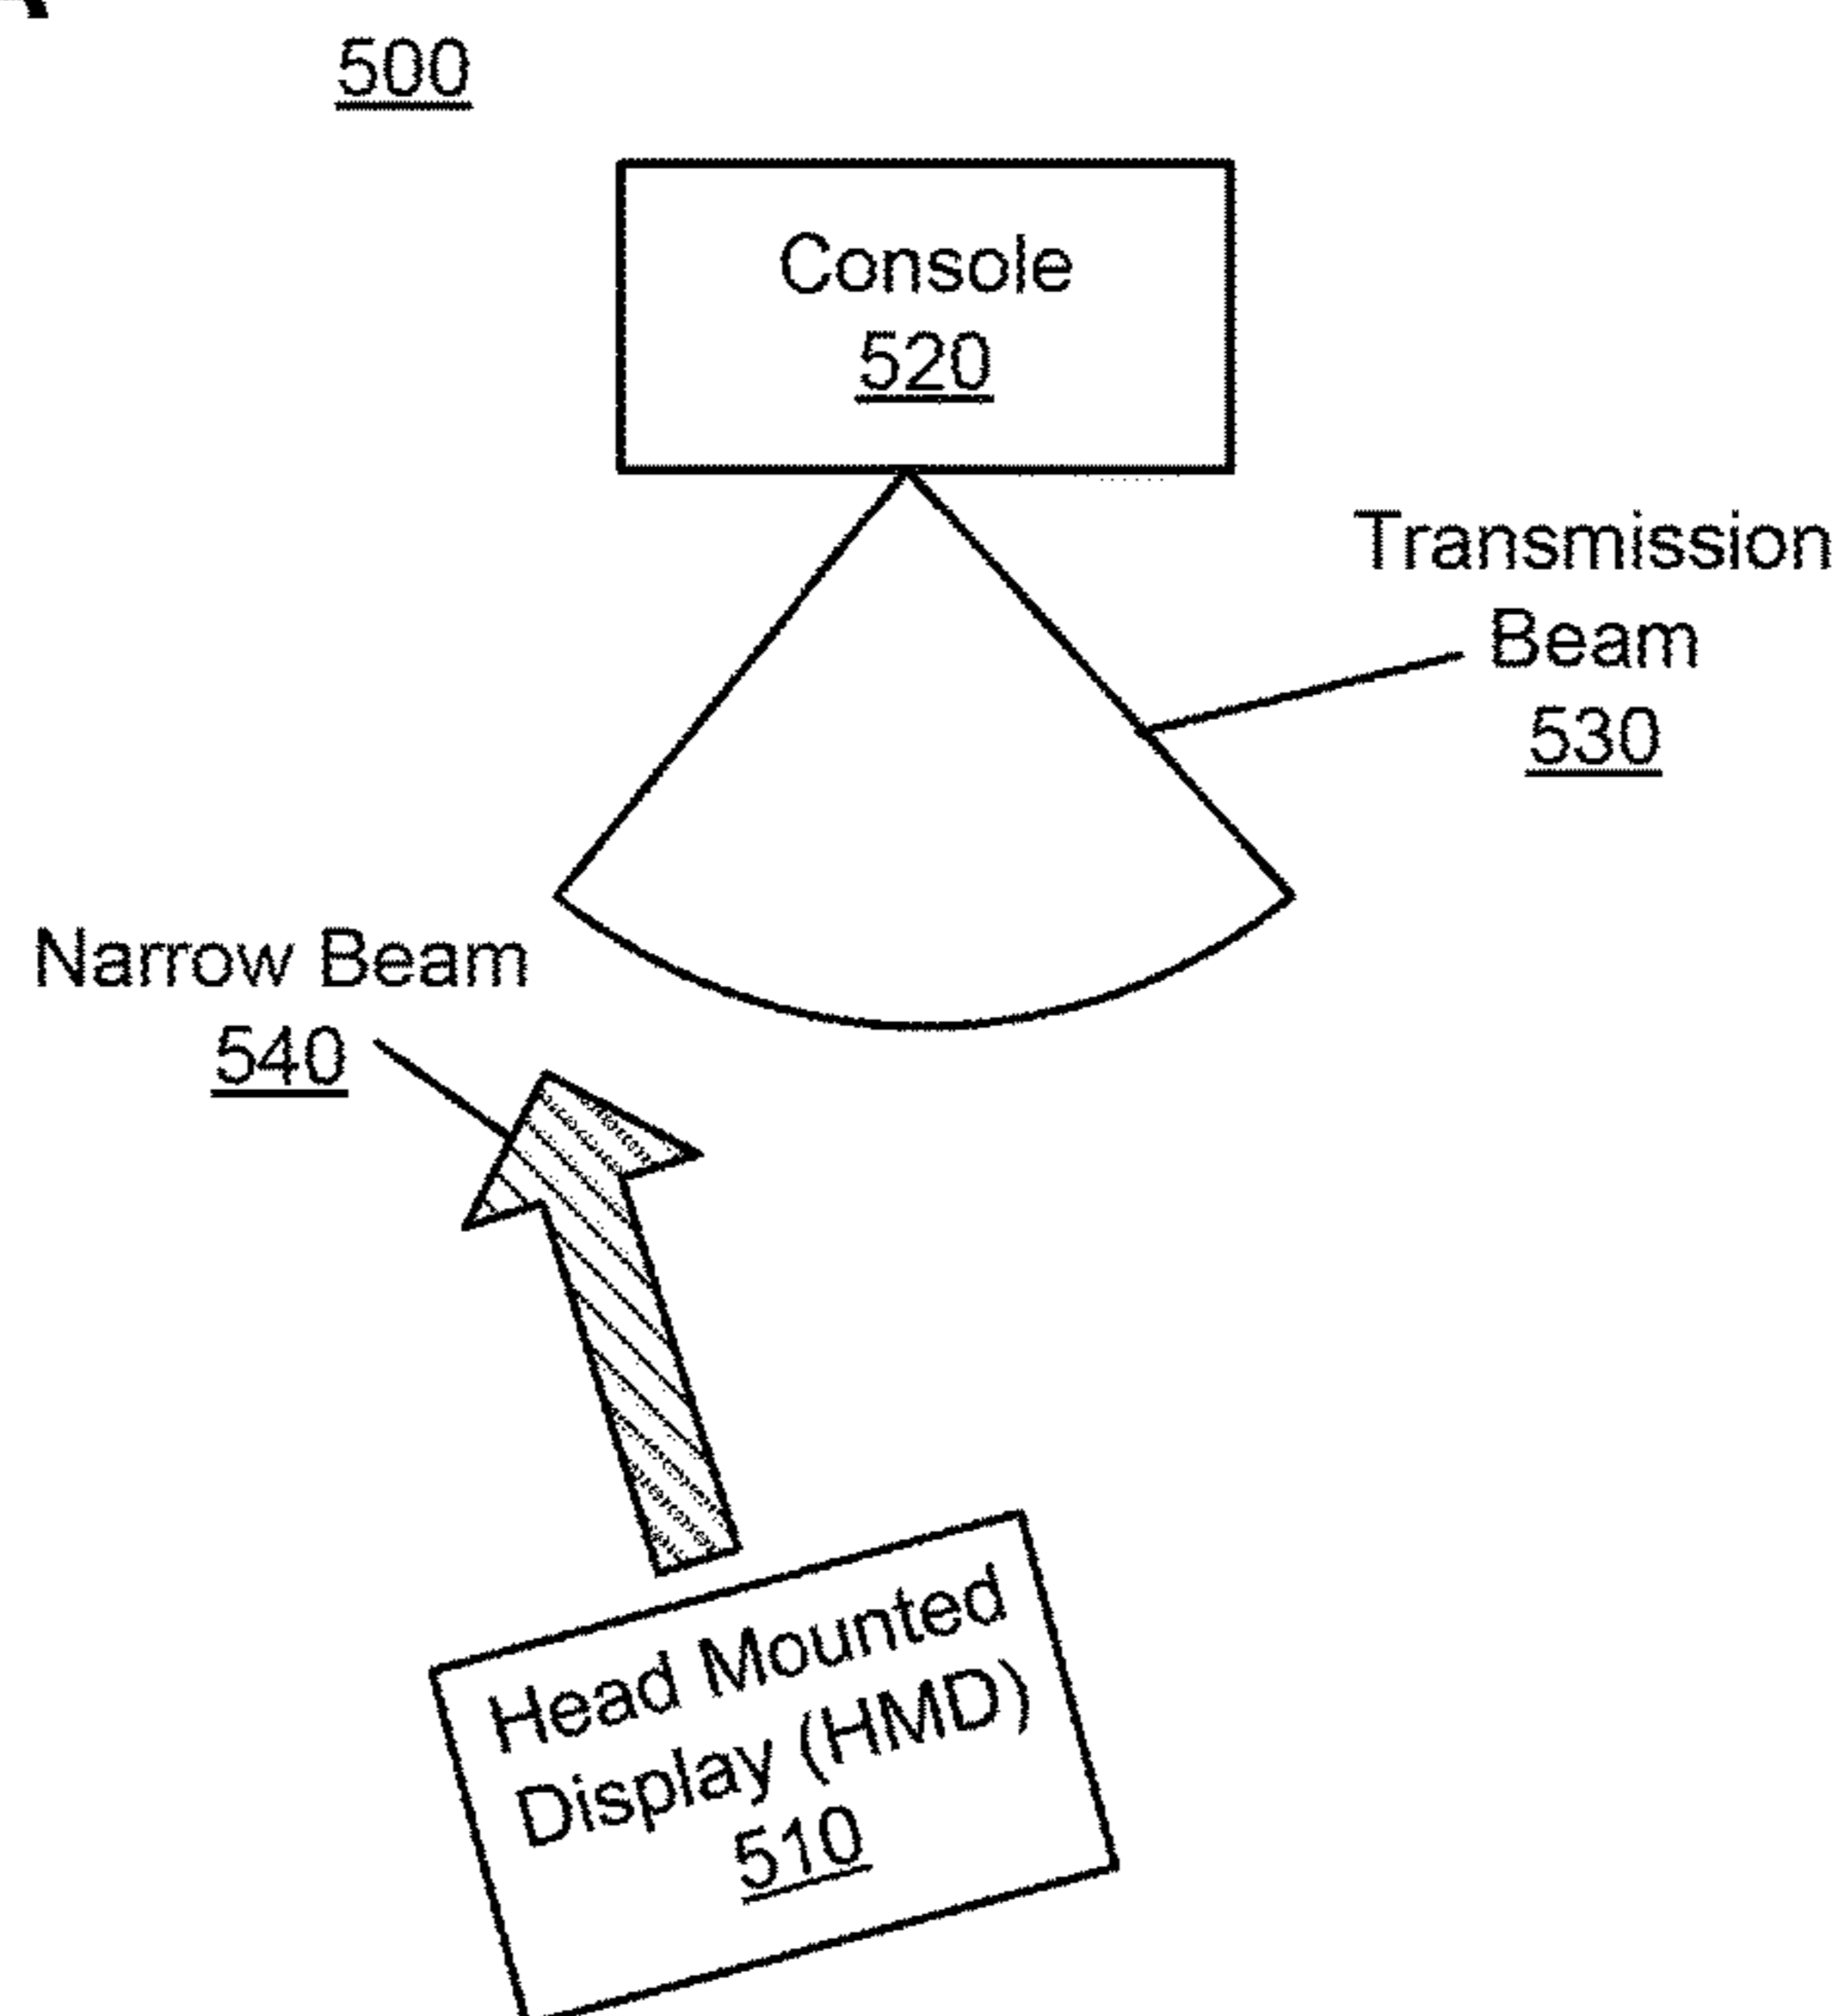 500
Console
520
Transmission
Beam
530
Narrow Beam
540
Head Mounted
Display (HMD)
510